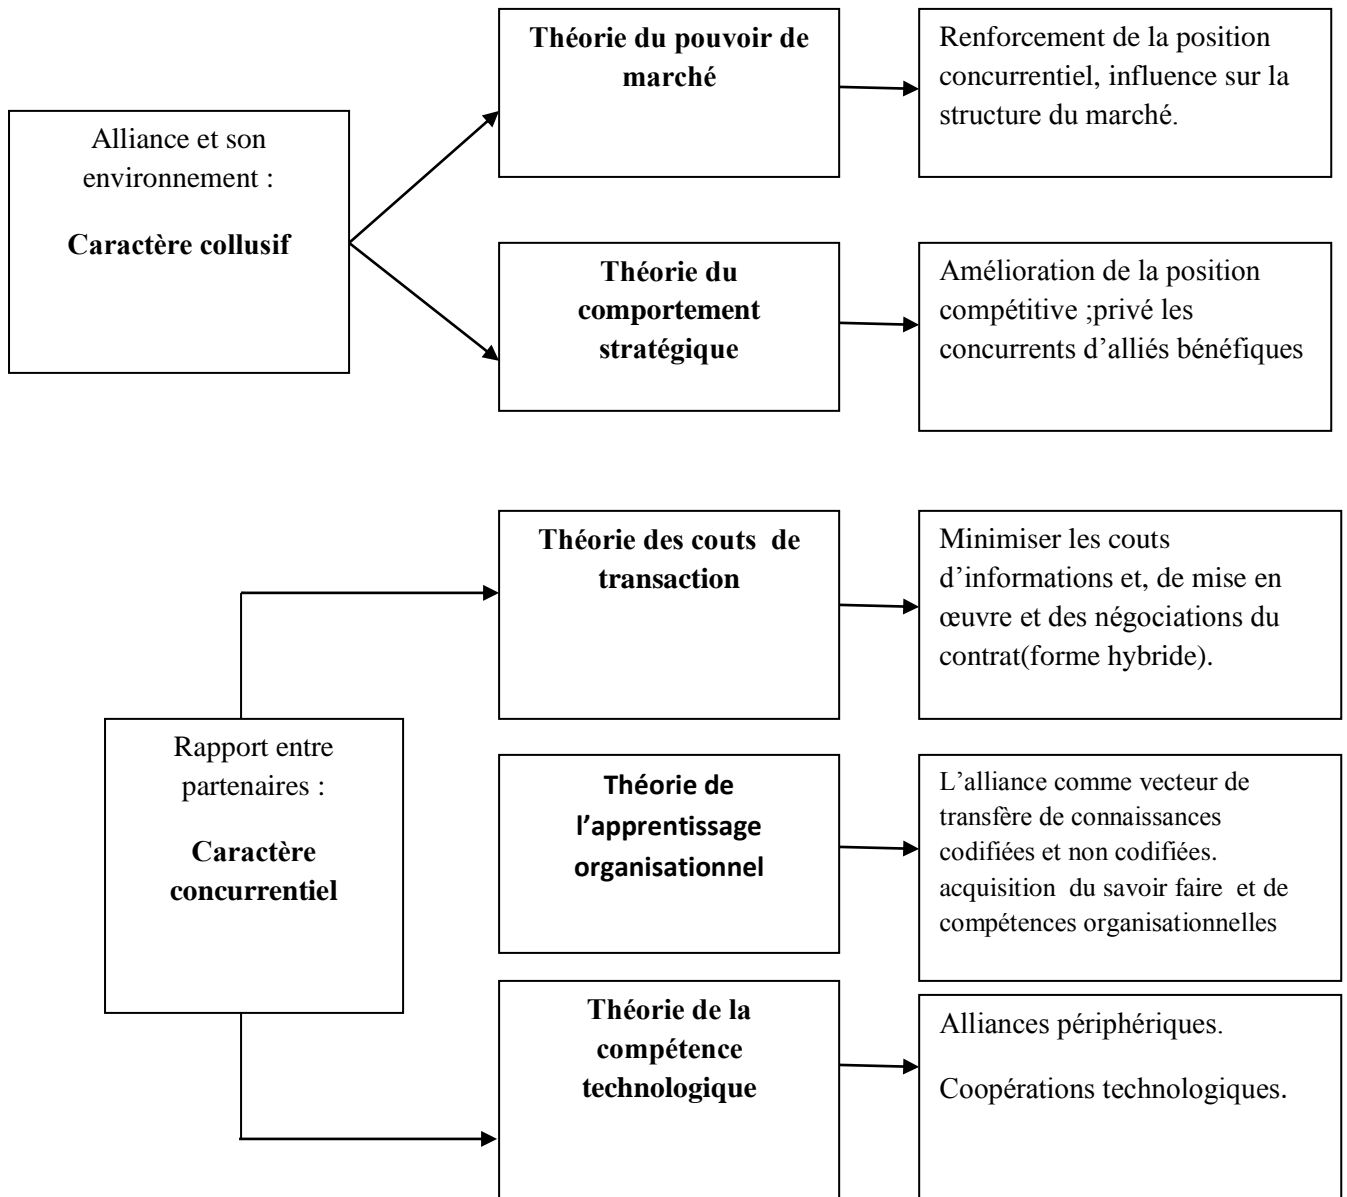 Alliance et son
environnement :
Caractère collusif
Théorie du pouvoir de
marché
Renforcement de la position
concurrentiel, influence sur la
structure du marché.
Théorie du
comportement
stratégique
Amélioration de la position
compétitive ;privé les
concurrents d’alliés bénéfiques
Rapport entre
partenaires :
Caractère
concurrentiel
Théorie des couts  de
transaction
Minimiser les couts
d’informations et, de mise en
œuvre et des négociations du
contrat(forme hybride).
Théorie de
l’apprentissage
organisationnel
L’alliance comme vecteur de
transfère de connaissances
codifiées et non codifiées.
acquisition  du savoir faire  et de
compétences organisationnelles
Théorie de la
compétence
technologique
Alliances périphériques.
Coopérations technologiques.